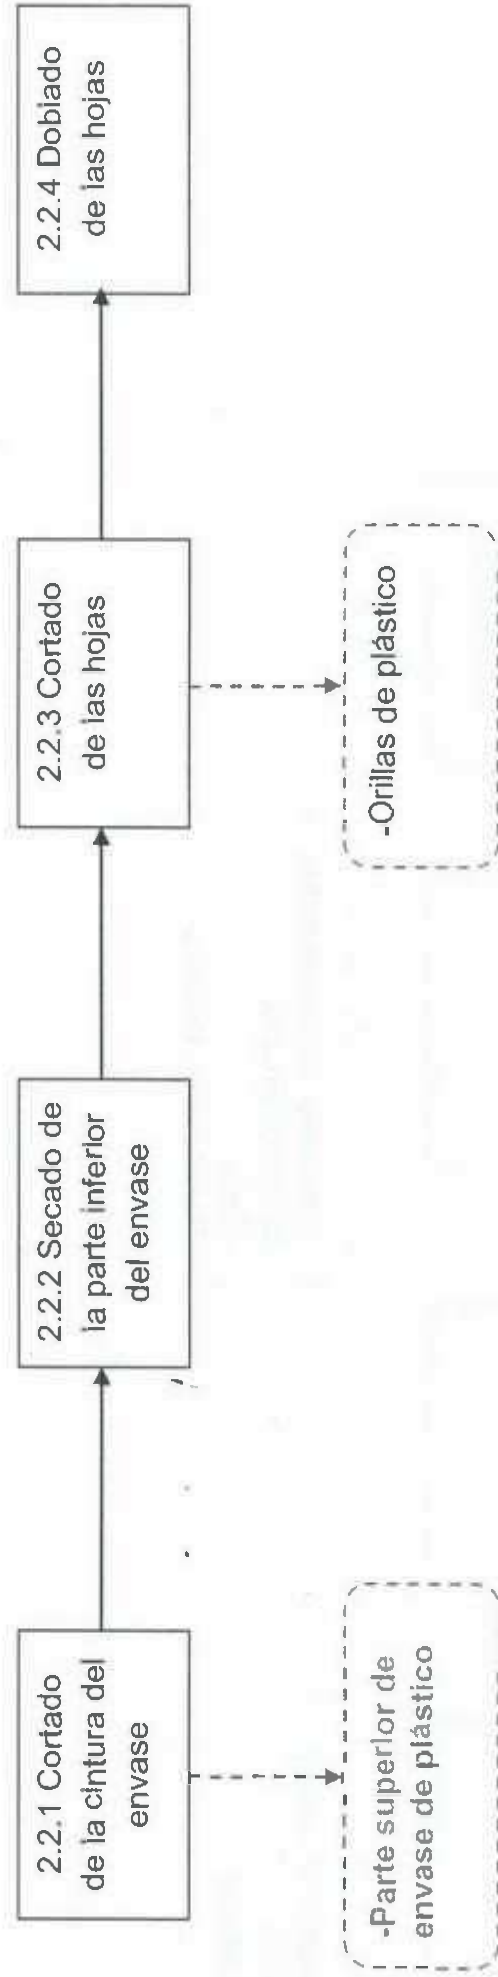 2.2.1 Cortado
de la cintura del
envase
2.2.2 Secado de
la parte inferior
del envase
2.2.3 Cortado
de las hojas
2.2.4 Doblado
de las hojas
-Parte superior de
envase de plástico
-Orillas de plástico